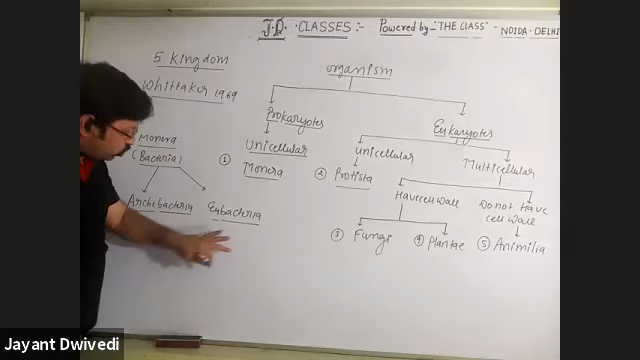 J.D. CLASSES :- Powered by - "THE CLASS" - NOIDA - DELHI
5 Kingdom
Whittaker 1969
organism
Prokaryotes
Eukaryotes
Unicellular
① Monera
unicellular
② Protista
Multicellular
Have cell wall
Do not Have
cell wall
③ Fungi
④ Plantae
⑤ Animilia
Monera
(Bacteria)
Archebacteria
Eubacteria
Jayant Dwivedi